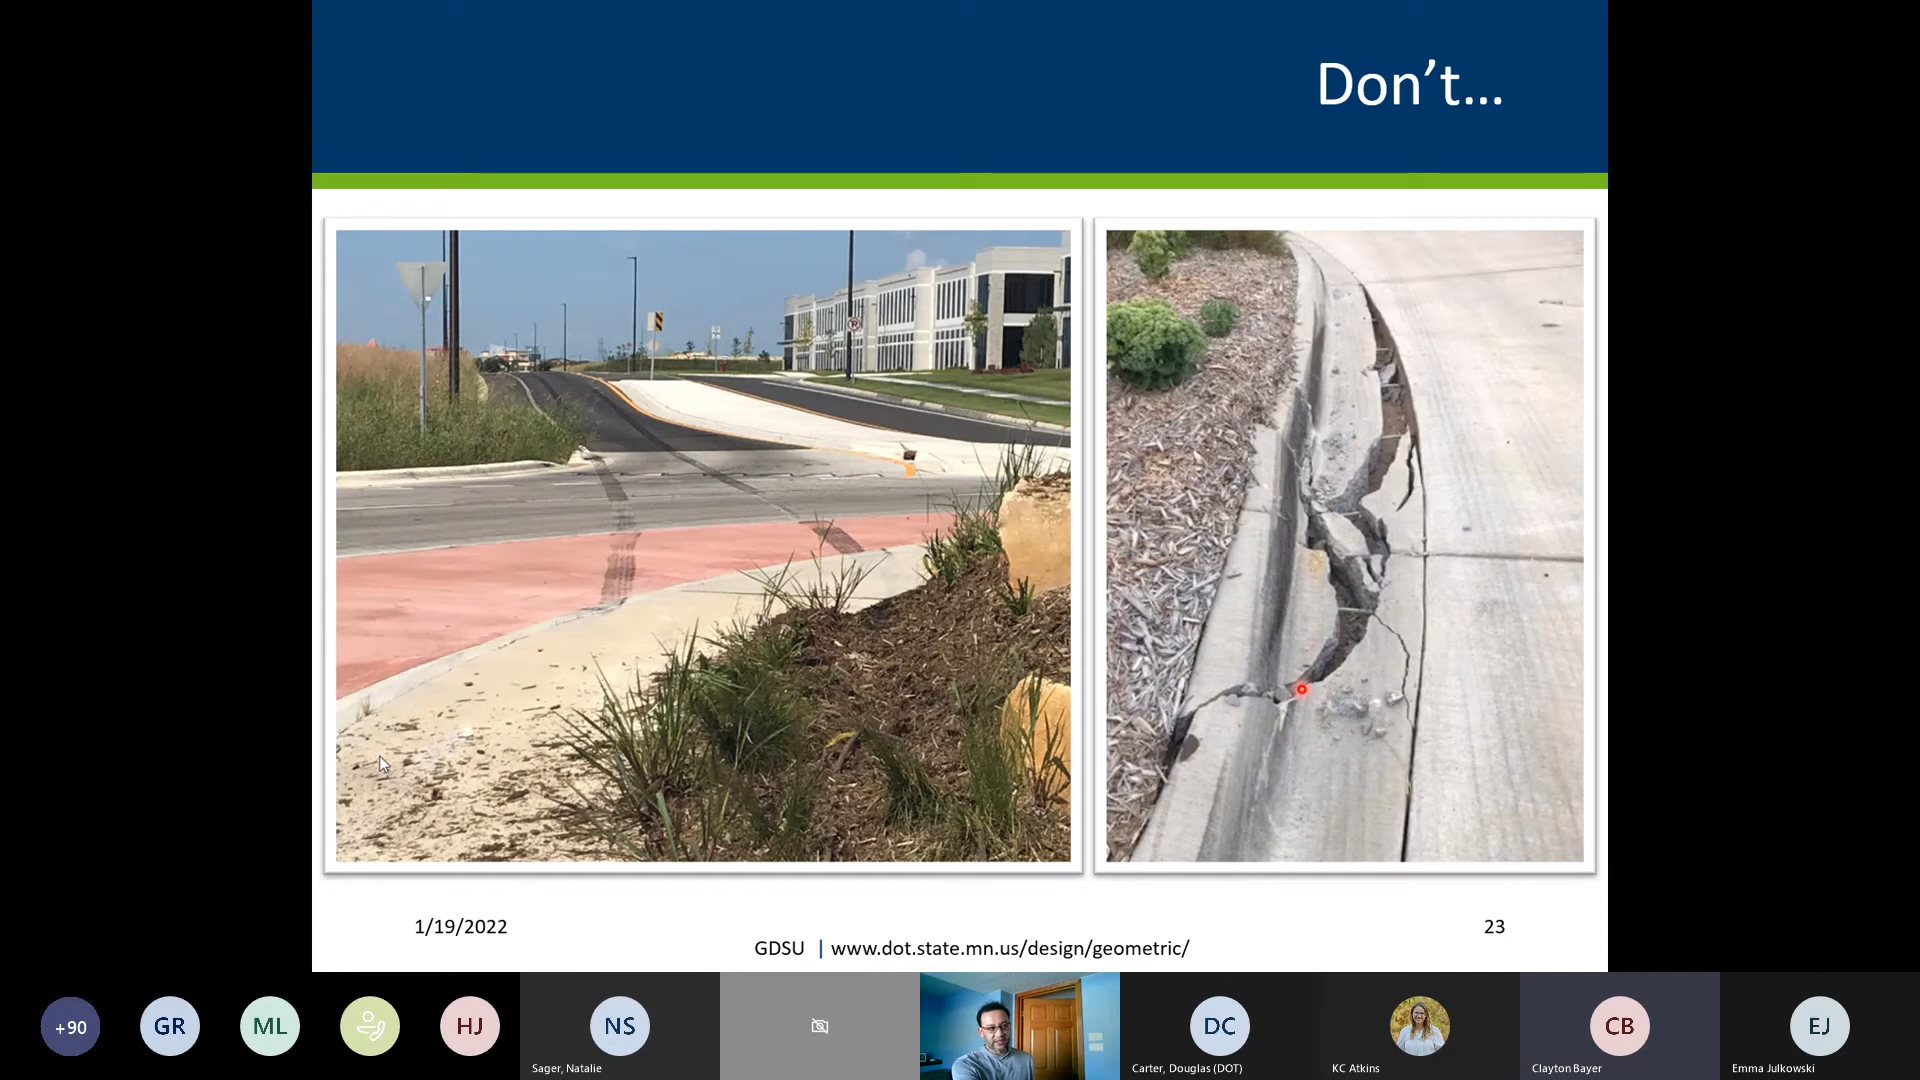 Don’t...
1/19/2022
23
GDSU | www.dot.state.mn.us/design/geometric/
+90
GR
ML
HJ
NS
Sager, Natalie
DC
Carter, Douglas (DOT)
KC Atkins
CB
Clayton Bayer
EJ
Emma Julkowski